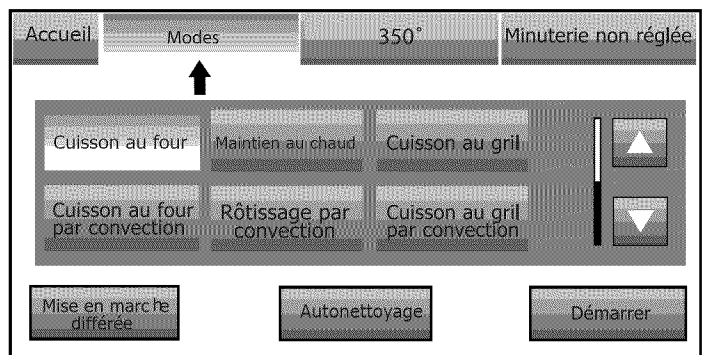 Accueil
Modes
350°
Minuterie non réglée
Cuisson au four
Maintien au chaud
Cuisson au gril
Cuisson au four
par convection
Rôtissage par
convection
Cuisson au gril
par convection
Mise en marche
différée
Autonettoyage
Démarrer